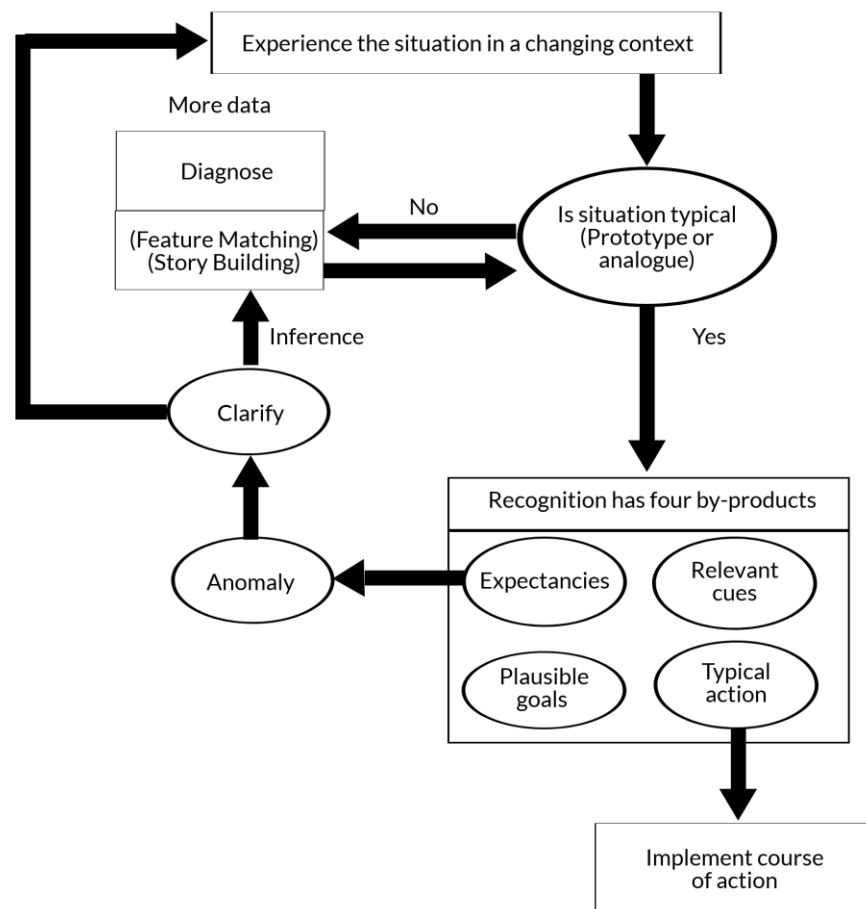 Experience the situation in a changing context
More data
Diagnose
(Feature Matching)
(Story Building)
No
Is situation typical
(Prototype or
analogue)
Inference
Yes
Clarify
Recognition has four by-products
Anomaly
Expectancies
Relevant
cues
Plausible
goals
Typical
action
Implement course
of action